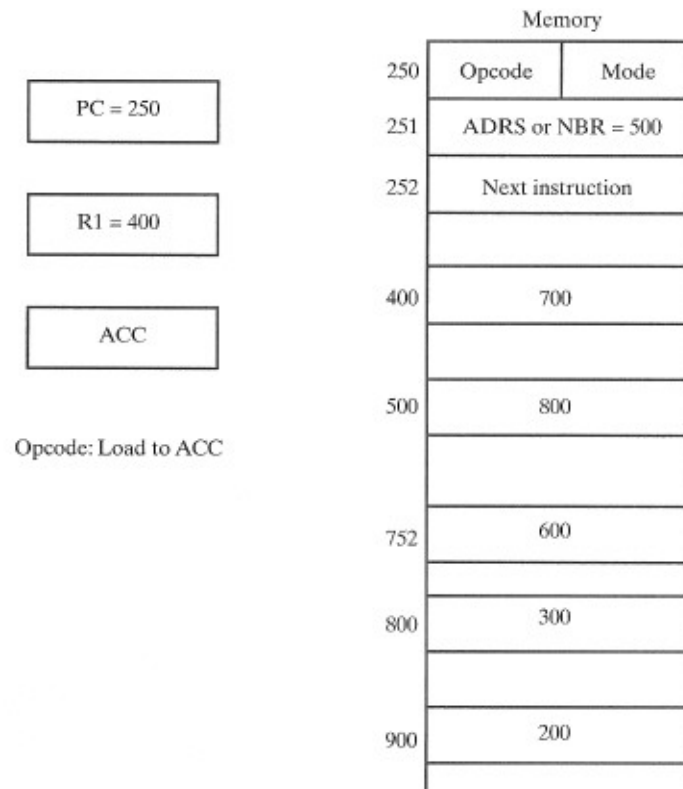 Memory
250 Opcode Mode
PC = 250
251 ADRS or NBR = 500
252 Next instruction
R1 = 400
400 700
ACC
500 800
Opcode: Load to ACC
752 600
800 300
900 200